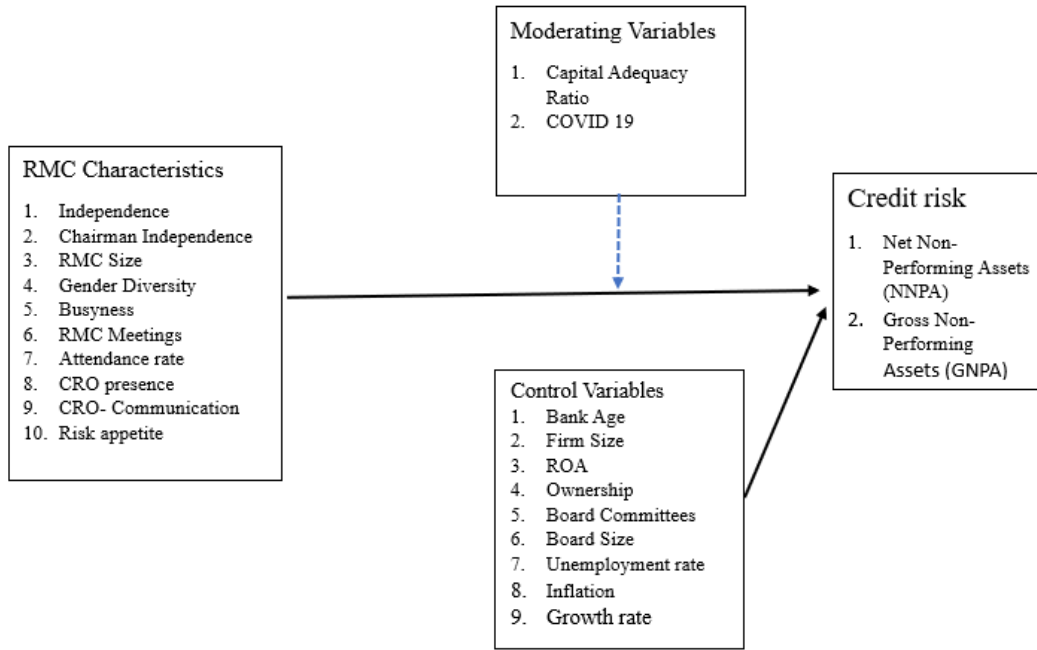 Moderating Variables
1. Capital Adequacy
Ratio
2. COVID 19
RMC Characteristics
1. Independence
2. Chairman Independence
3. RMC Size
4. Gender Diversity
5. Busyness
6. RMC Meetings
7. Attendance rate
8. CRO presence
9. CRO- Communication
10. Risk appetite
Credit risk
1. Net Non-
Performing Assets
(NNPA)
2. Gross Non-
Performing
Assets (GNPA)
Control Variables
1. Bank Age
2. Firm Size
3. ROA
4. Ownership
5. Board Committees
6. Board Size
7. Unemployment rate
8. Inflation
9. Growth rate